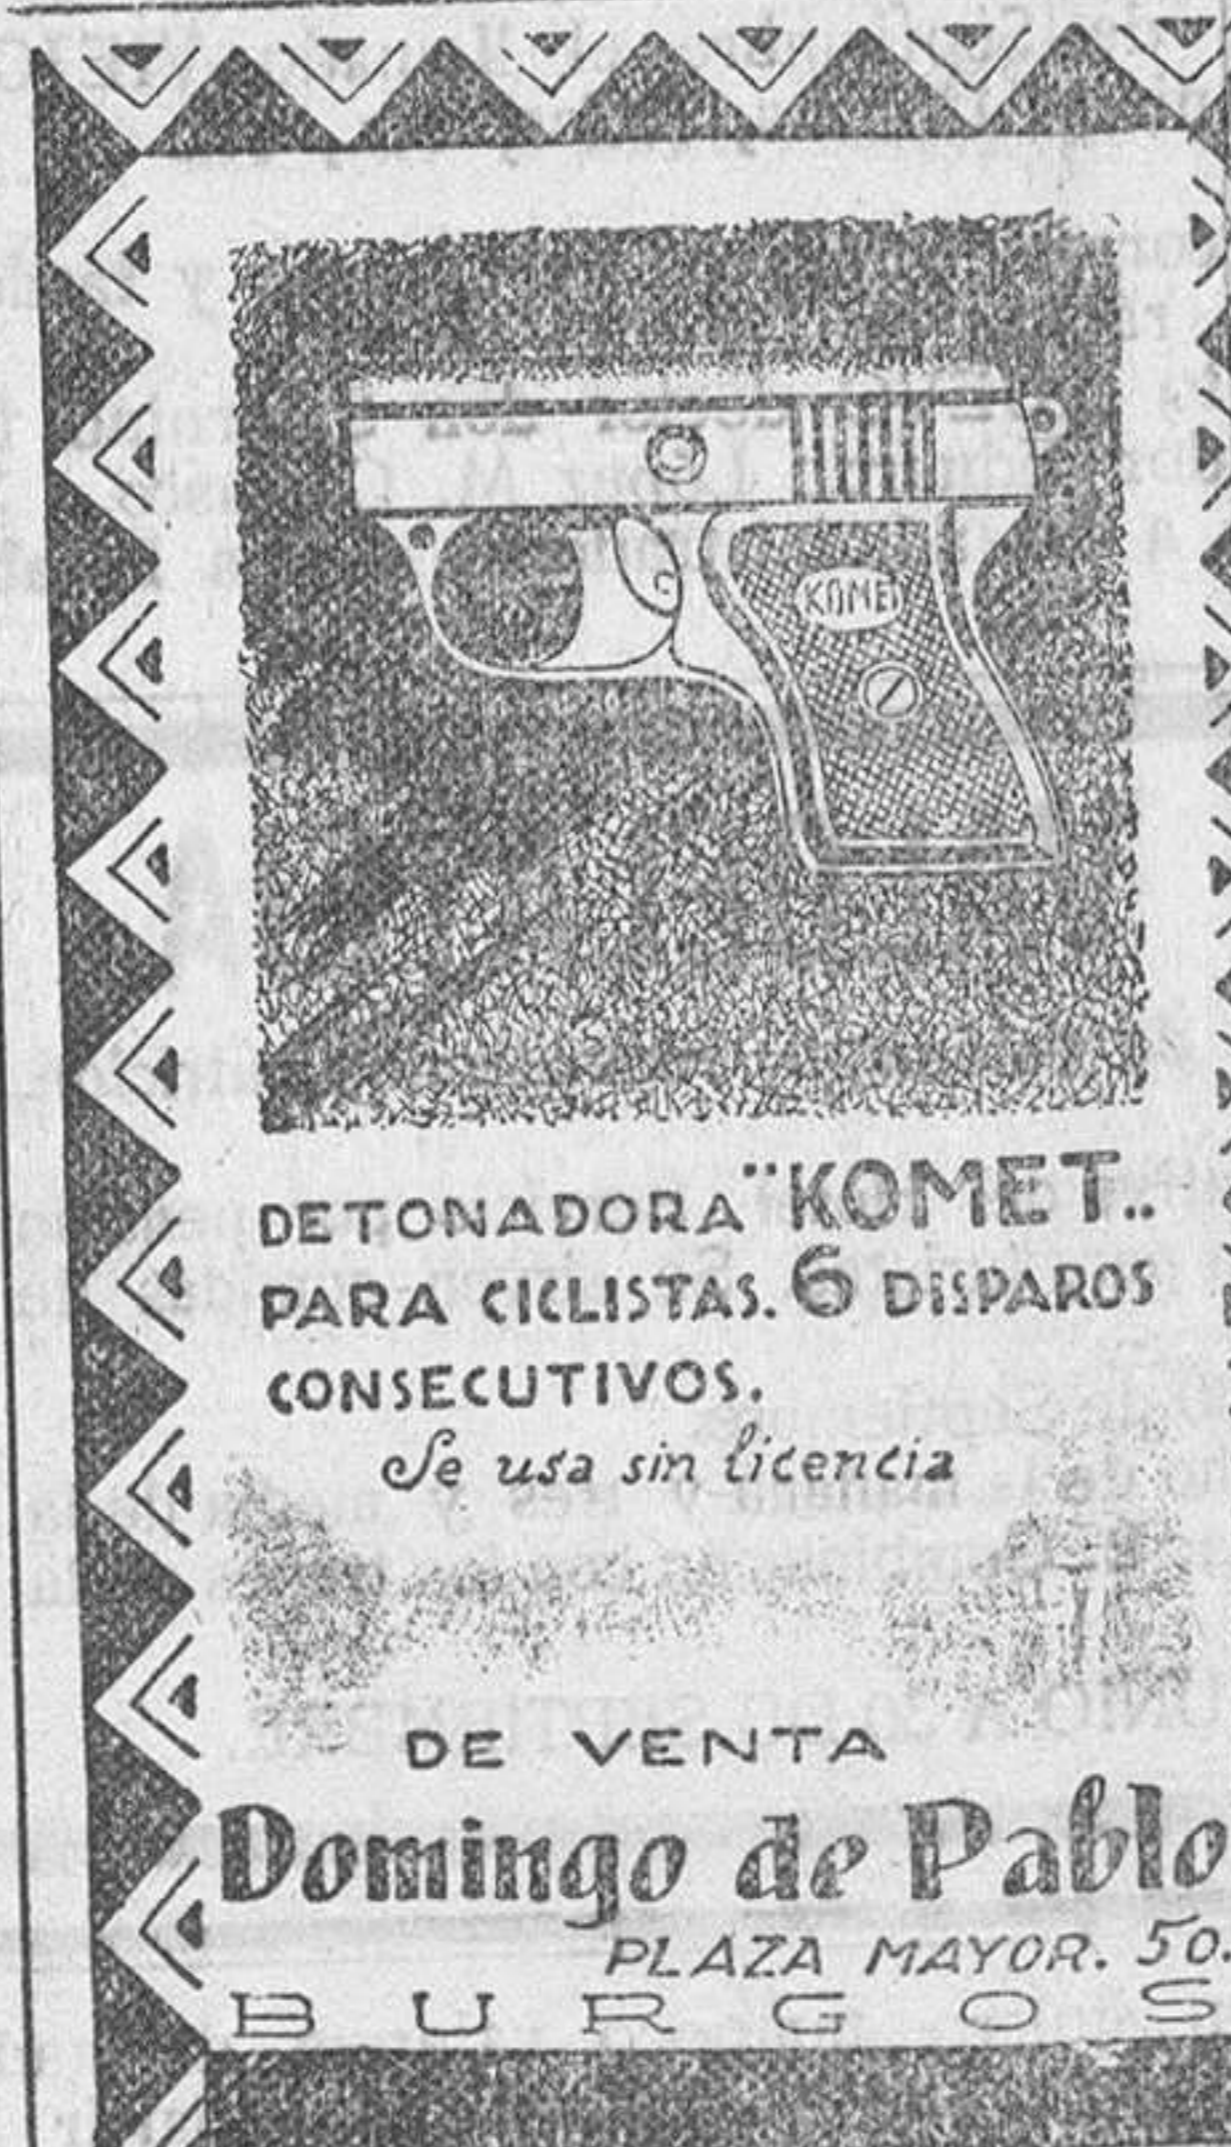 KOMET
DETONADORA "KOMET"
PARA CICLISTAS. 6 DISPAROS
CONSECUTIVOS.
Se usa sin licencia
DE VENTA
Domingo de Pablo
PLAZA MAYOR. 50.
BURGOS